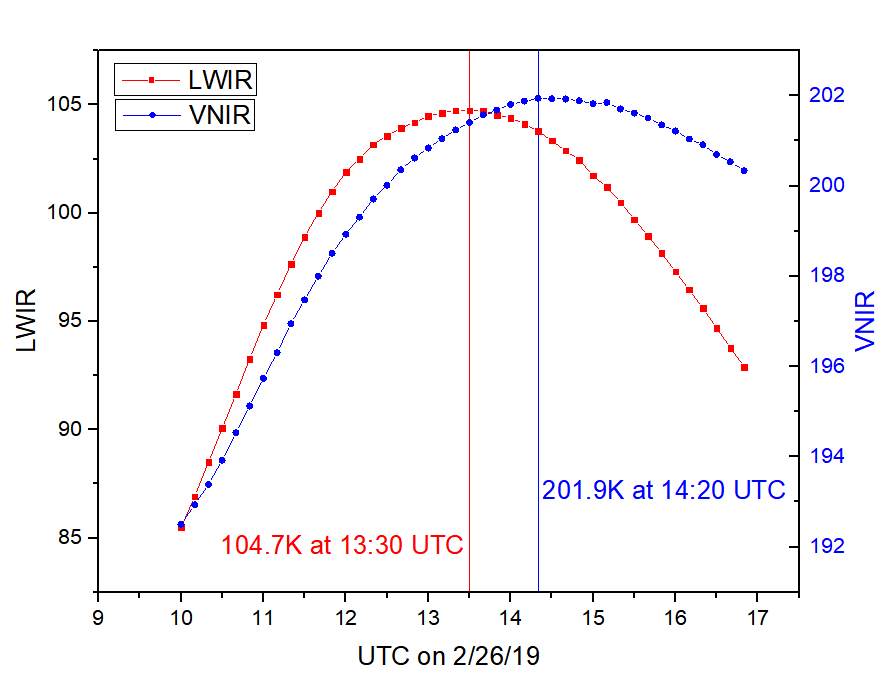 LWIR
VNIR
105
100
95
90
85
LWIR
202
200
198
196
194
192
VNIR
201.9K at 14:20 UTC
104.7K at 13:30 UTC
9 10 11 12 13 14 15 16 17
UTC on 2/26/19